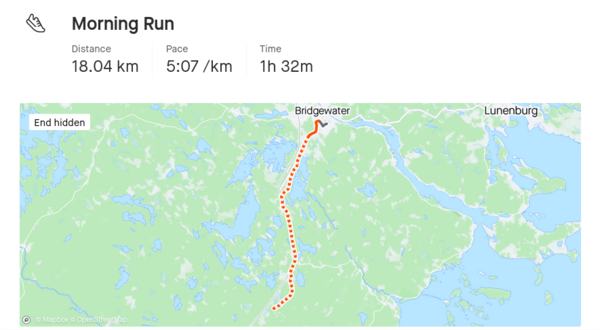 Morning Run
Distance Pace Time
18.04 km 5:07 /km 1h 32m
Bridgewater
Lunenburg
End hidden
© Mapbox © OpenStreetMap